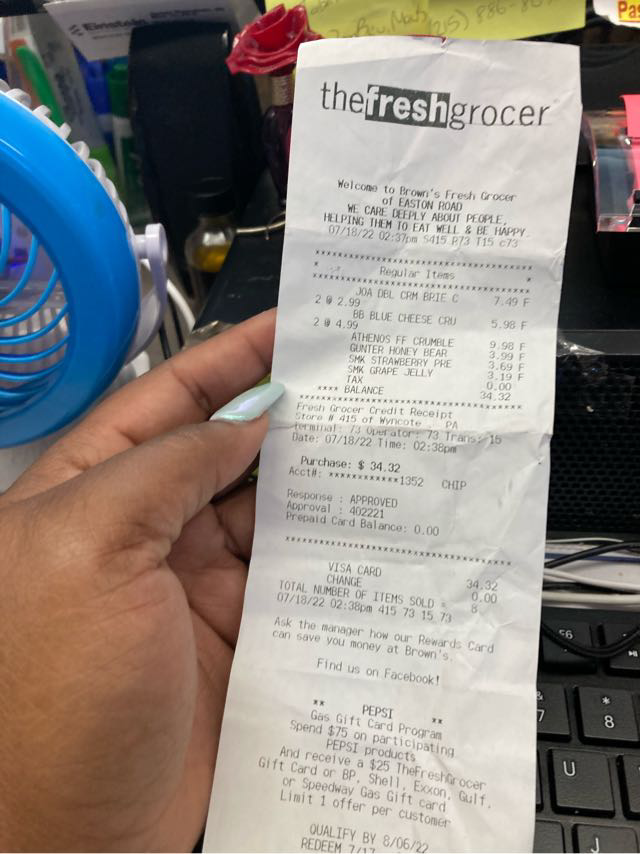 Einstein
Pas
thefreshgrocer
Welcome to Brown's Fresh Grocer
of EASTON ROAD
WE CARE DEEPLY ABOUT PEOPLE,
HELPING THEM TO EAT WELL & BE HAPPY
07/18/22 02:37pm S415 R73 T15 c73
*******************************
* Regular Items *
*******************************
JOA DBL CRM BRIE C 7.49 F
2 @ 2.99
BB BLUE CHEESE CRU 5.98 F
2 @ 4.99
ATHENOS FF CRUMBLE 9.98 F
GUNTER HONEY BEAR 3.99 F
SMK STRAWBERRY PRE 3.69 F
SMK GRAPE JELLY 3.19 F
TAX 0.00
**** BALANCE 34.32
*******************************
Fresh Grocer Credit Receipt
Store # 415 of Wyncote , PA
Terminal: 73 Operator: 73 Trans: 15
Date: 07/18/22 Time: 02:38pm
Purchase: $ 34.32
Acct#: ************1352 CHIP
Response : APPROVED
Approval : 402221
Prepaid Card Balance: 0.00
*******************************
VISA CARD 34.32
CHANGE 0.00
TOTAL NUMBER OF ITEMS SOLD = 8
07/18/22 02:38pm 415 73 15 73
Ask the manager how our Rewards Card
can save you money at Brown's.
Find us on Facebook!
** PEPSI **
Gas Gift Card Program
Spend $75 on participating
PEPSI products
And receive a $25 TheFreshGrocer
Gift Card or BP, Shell, Exxon, Gulf,
or Speedway Gas Gift card
Limit 1 offer per customer
QUALIFY BY 8/06/22
REDEEM 7/17
F6
&
7
*
8
U
J